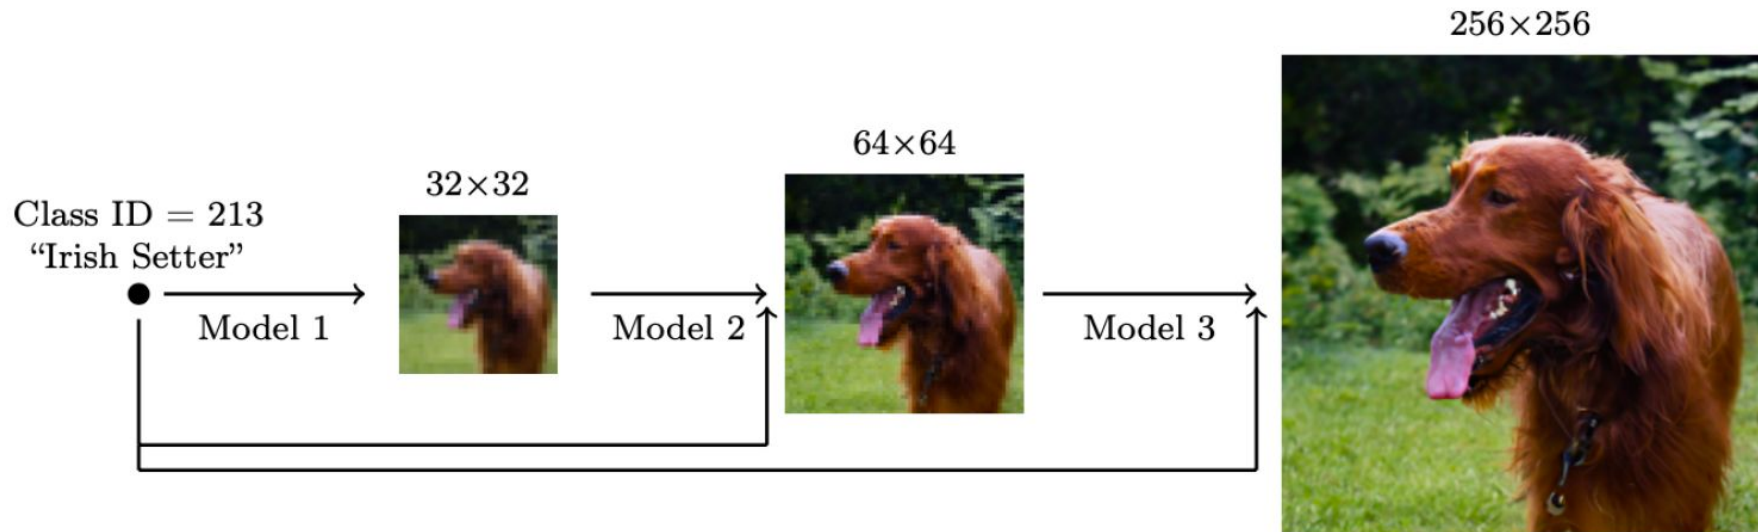 Class ID = 213
“Irish Setter”
Model 1
32×32
Model 2
64×64
Model 3
256×256